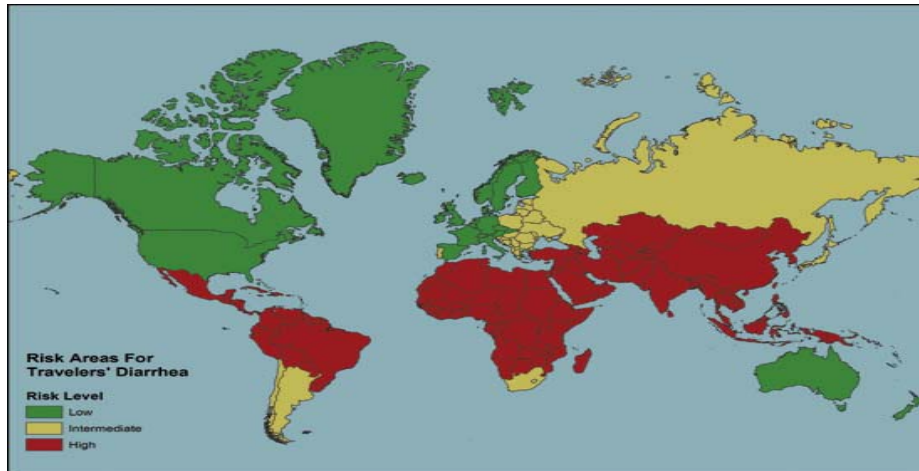 Risk Areas For
Travelers' Diarrhea
Risk Level
Low
Intermediate
High